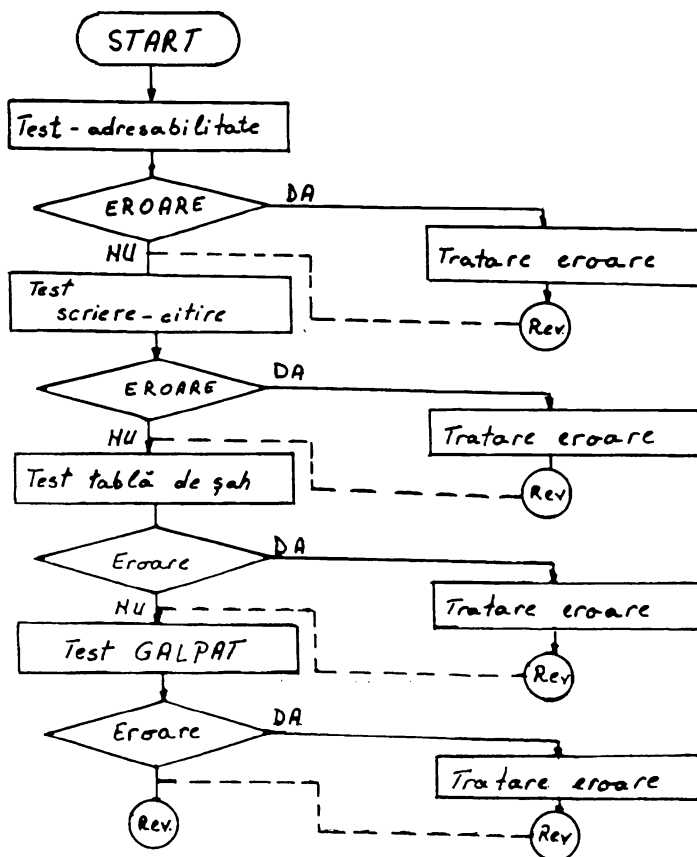 START
Test-adresabilitate
EROARE
DA
Tratare eroare
Rev.
NU
Test
scriere-citire
EROARE
DA
Tratare eroare
Rev
NU
Test tablă de şah
Eroare
DA
Tratare eroare
Rev
NU
Test GALPAT
Eroare
DA
Tratare eroare
Rev
Rev.